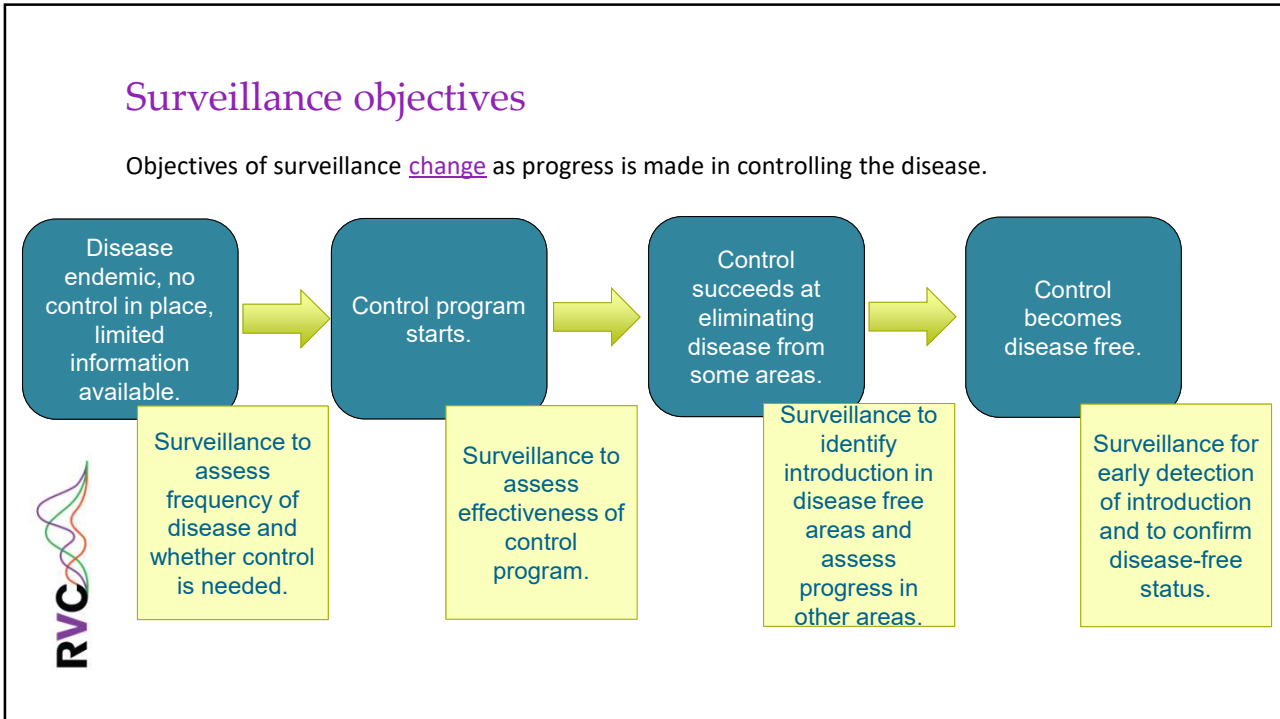 Surveillance objectives
Objectives of surveillance change as progress is made in controlling the disease.
Disease
endemic, no
control in place,
limited
information
available.
Control program
starts.
Control
succeeds at
eliminating
disease from
some areas.
Control
becomes
disease free.
Surveillance to
assess
frequency of
disease and
whether control
is needed.
Surveillance to
assess
effectiveness of
control
program.
Surveillance to
identify
introduction in
disease free
areas and
assess
progress in
other areas.
Surveillance for
early detection
of introduction
and to confirm
disease-free
status.
RVC